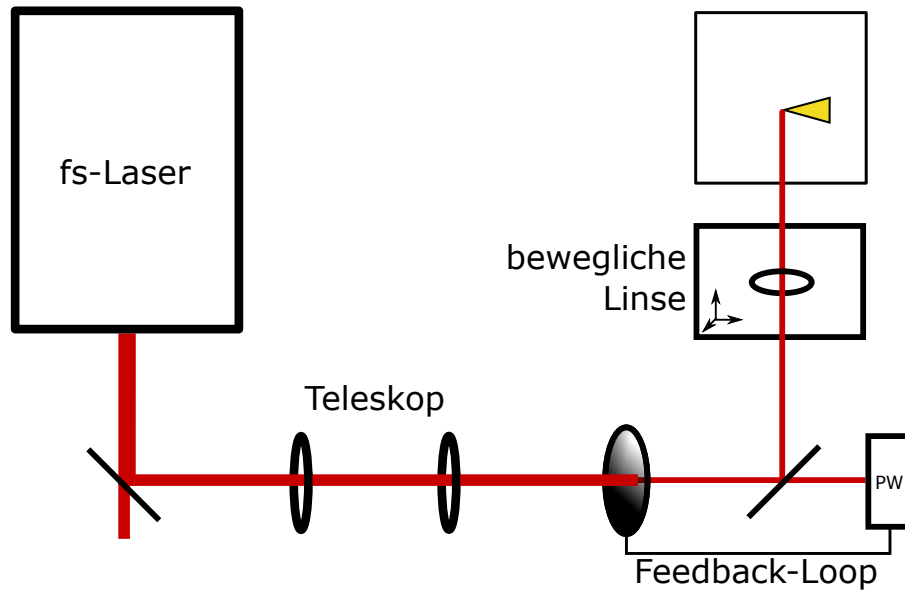 fs-Laser
bewegliche
Linse
Teleskop
PW
Feedback-Loop